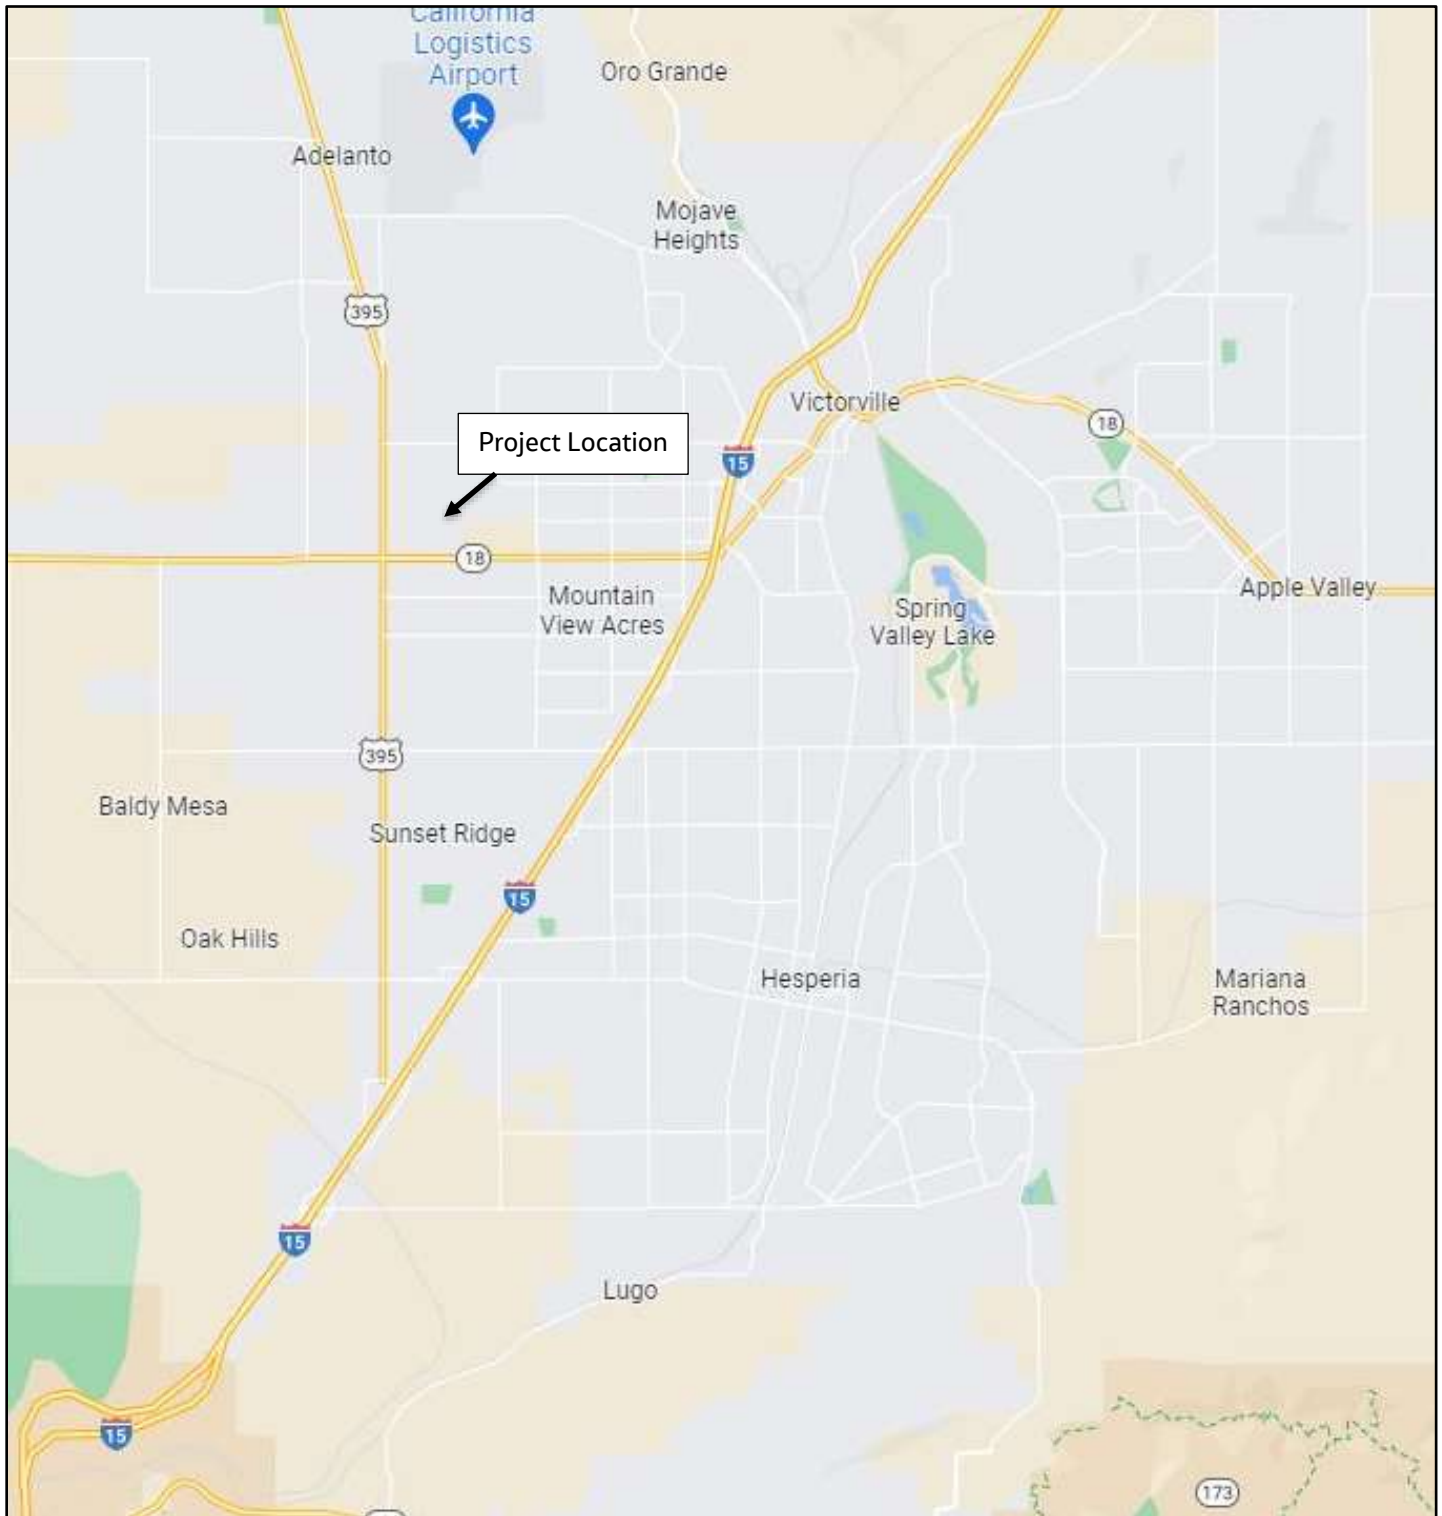 California
Logistics
Airport
Oro Grande
Adelanto
Mojave
Heights
395
Victorville
18
Project Location
15
18
Apple Valley
Mountain
View Acres
Spring
Valley Lake
395
Baldy Mesa
Sunset Ridge
15
Oak Hills
Hesperia
Mariana
Ranchos
15
Lugo
15
173